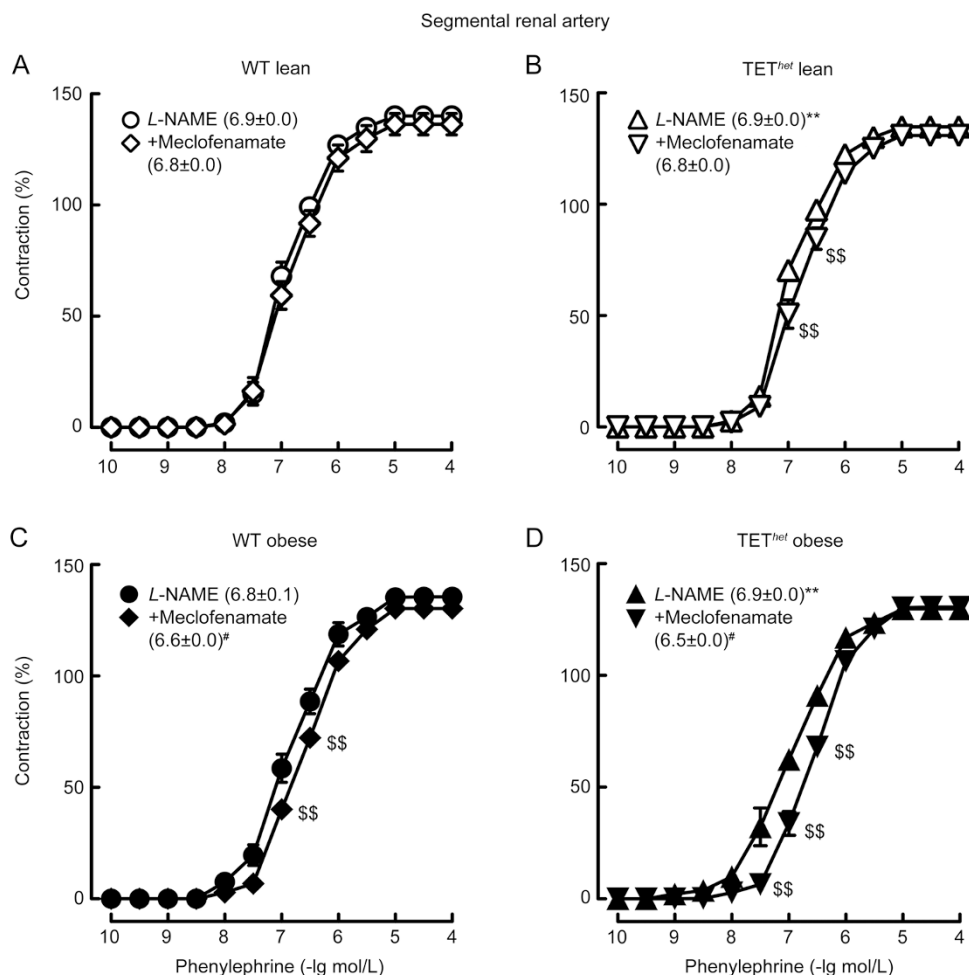 Segmental renal artery
A
WT lean
150
100
50
0
Contraction (%)
L-NAME (6.9±0.0)
+Meclofenamate
(6.8±0.0)
10 9 8 7 6 5 4
B
TEThet lean
150
100
50
0
L-NAME (6.9±0.0)**
+Meclofenamate
(6.8±0.0)
$$
$$
10 9 8 7 6 5 4
C
WT obese
150
100
50
0
Contraction (%)
L-NAME (6.8±0.1)
+Meclofenamate
(6.6±0.0)#
$$
$$
10 9 8 7 6 5 4
Phenylephrine (-lg mol/L)
D
TEThet obese
150
100
50
0
L-NAME (6.9±0.0)**
+Meclofenamate
(6.5±0.0)#
$$
$$
$$
10 9 8 7 6 5 4
Phenylephrine (-lg mol/L)